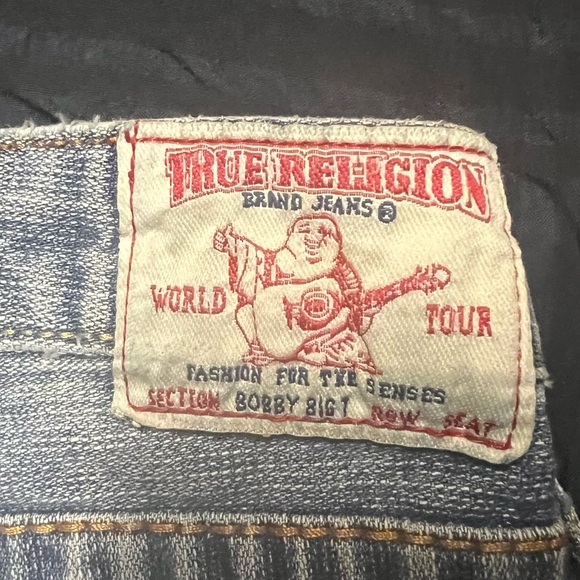 TRUE RELIGION
BRAND JEANS ®
WORLD TOUR
FASHION FOR THE SENSES
SECTION BOBBY BIG T ROW SEAT